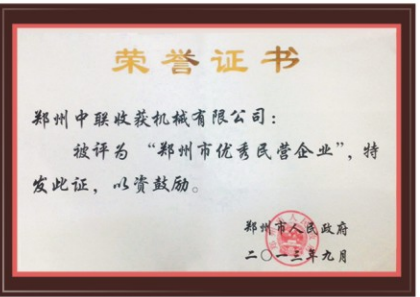 荣誉证书
郑州中联收获机械有限公司：
被评为“郑州市优秀民营企业”，特
发此证，以资鼓励。
郑州市人民政府
二〇一三年九月